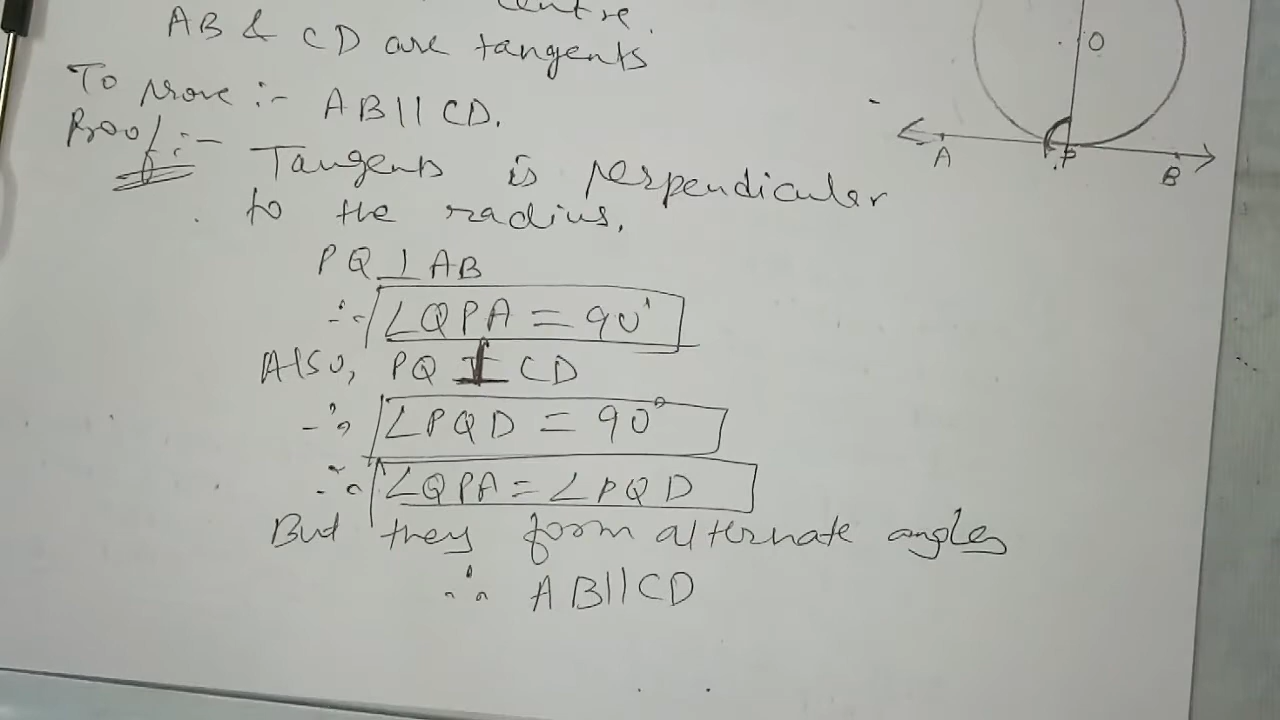 centre.
AB & CD are tangents
To prove :- AB || CD.
Proof :- Tangents is perpendicular
to the radius.
PQ ⊥ AB
∴ ∠QPA = 90°
Also, PQ ⊥ CD
∴ ∠PQD = 90°
∴ ∠QPA = ∠PQD
But they form alternate angles
∴ AB || CD
O
A
P
B